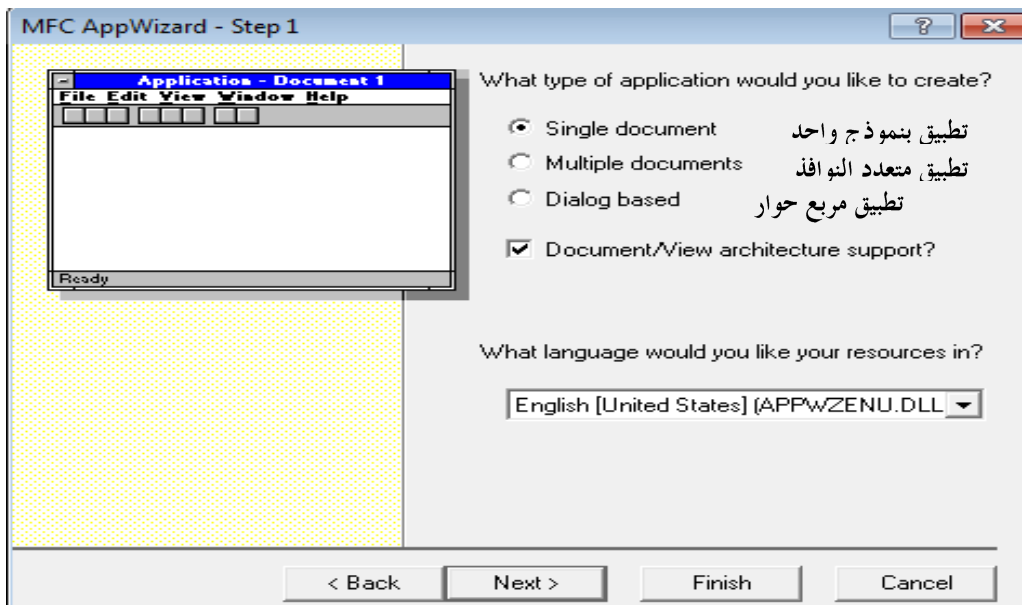 MFC AppWizard - Step 1
Application - Document 1
File Edit View Window Help
Ready
What type of application would you like to create?
Single document تطبيق بنموذج واحد
Multiple documents تطبيق متعدد النوافذ
Dialog based تطبيق مربع حوار
Document/View architecture support?
What language would you like your resources in?
English [United States] (APPWZENU.DLL
< Back Next > Finish Cancel